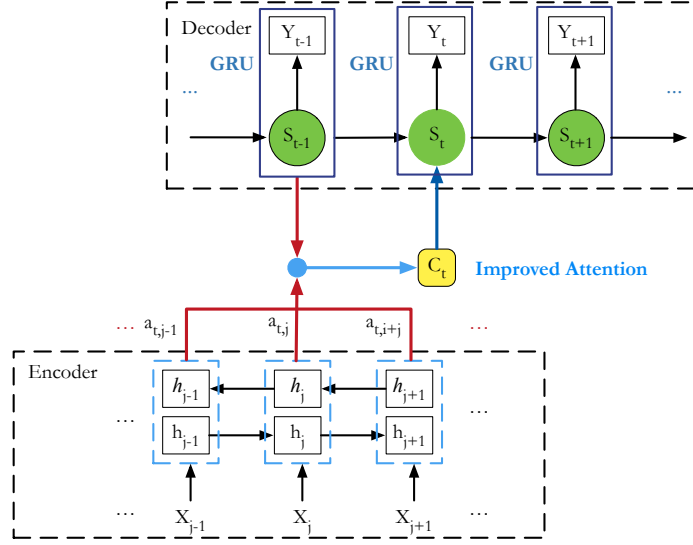 Decoder
Y_{t-1} Y_t Y_{t+1}
GRU GRU GRU
... ...
S_{t-1} S_t S_{t+1}
C_t Improved Attention
... a_{t,j-1} a_{t,j} a_{t,i+j} ...
Encoder
h_{j-1} h_j h_{j+1}
... ...
h_{j-1} h_j h_{j+1}
... X_{j-1} X_j X_{j+1} ...